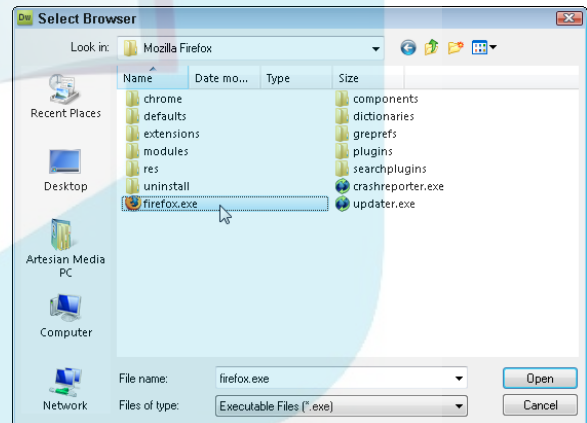 Dw Select Browser
Look in: Mozilla Firefox
Name Date mo... Type Size
chrome components
defaults dictionaries
extensions greprefs
modules plugins
res searchplugins
uninstall crashreporter.exe
firefox.exe updater.exe
Recent Places
Desktop
Artesian Media
PC
Computer
Network
File name: firefox.exe Open
Files of type: Executable Files (*.exe) Cancel